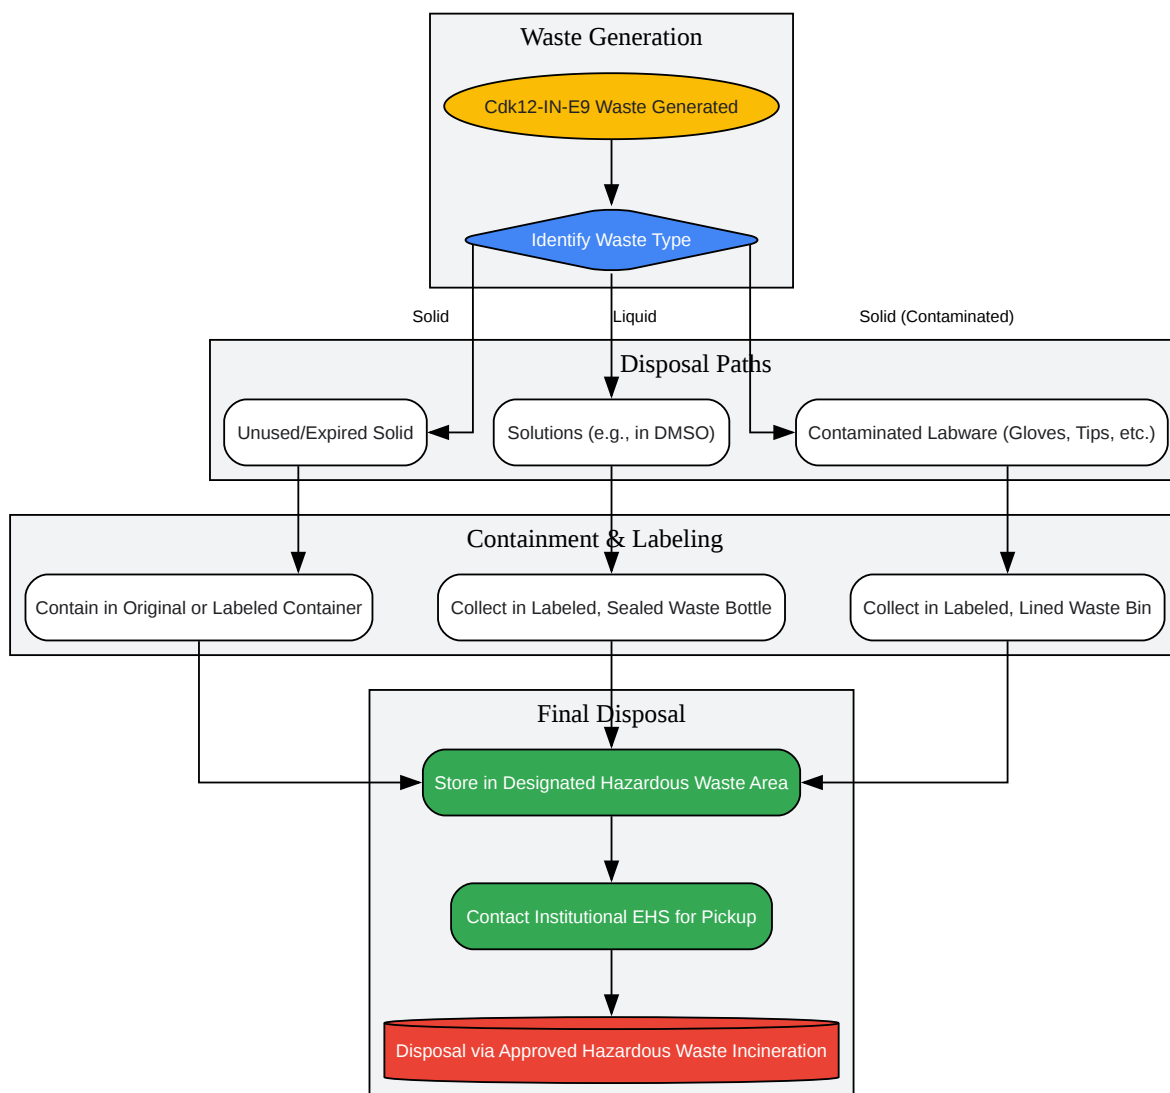 Waste Generation
Cdk12-IN-E9 Waste Generated
Identify Waste Type
Solid
Liquid
Solid (Contaminated)
Disposal Paths
Unused/Expired Solid
Solutions (e.g., in DMSO)
Contaminated Labware (Gloves, Tips, etc.)
Containment & Labeling
Contain in Original or Labeled Container
Collect in Labeled, Sealed Waste Bottle
Collect in Labeled, Lined Waste Bin
Final Disposal
Store in Designated Hazardous Waste Area
Contact Institutional EHS for Pickup
Disposal via Approved Hazardous Waste Incineration